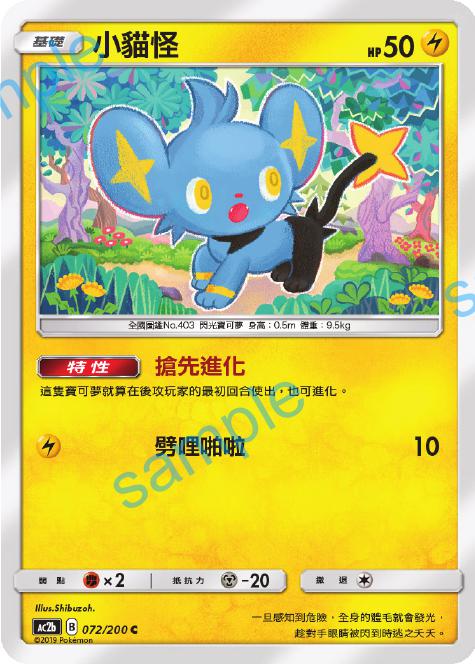 基礎 小貓怪 HP 50
全國圖鑑No.403 閃光寶可夢 身高：0.5m 體重：9.5kg
特性 搶先進化
這隻寶可夢就算在後攻玩家的最初回合使出，也可進化。
劈哩啪啦 10
弱點 ×2 抵抗力 -20 撤退
Illus.Shibuzoh.
AC2b B 072/200 C
©2019 Pokémon
一旦感知到危險，全身的體毛就會發光，
趁對手眼睛被閃到時逃之夭夭。
sample
sample
s